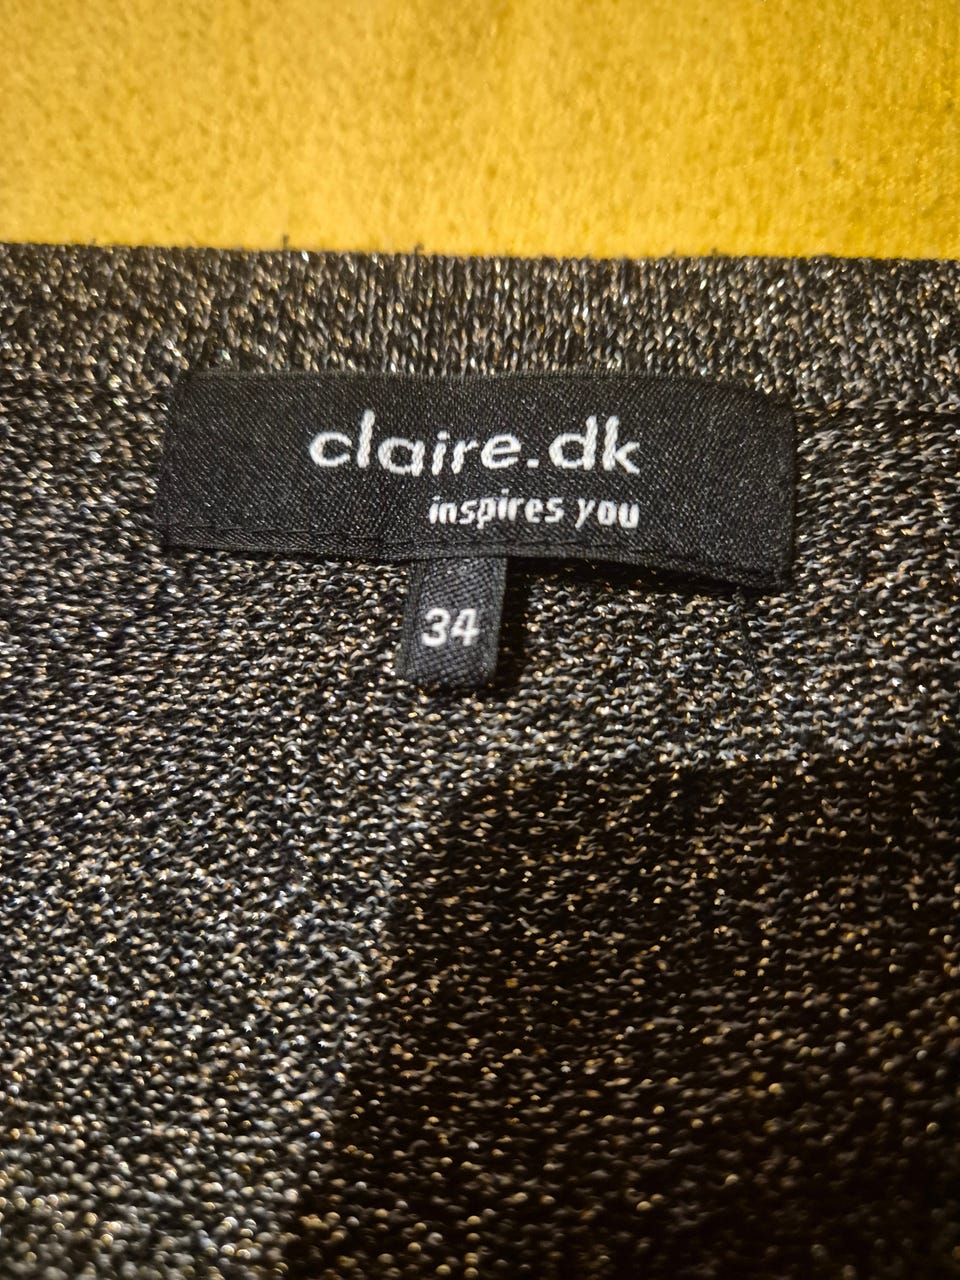 claire.dk
inspires you
34